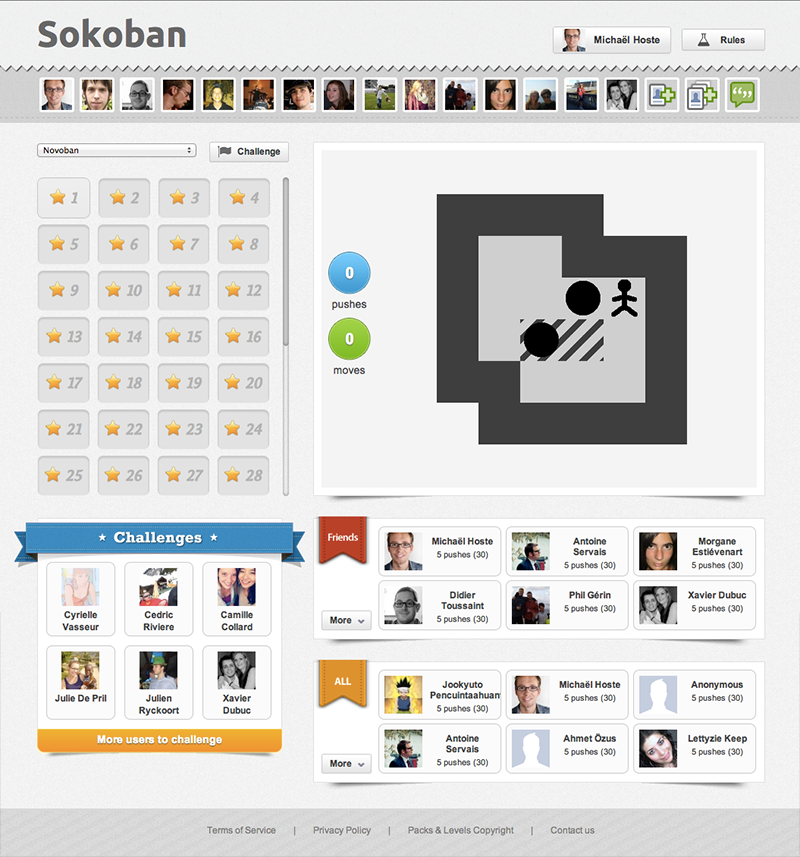 Sokoban
Michaël Hoste
Rules
Novoban
Challenge
1 2 3 4
5 6 7 8
9 10 11 12
13 14 15 16
17 18 19 20
21 22 23 24
25 26 27 28
0
pushes
0
moves
Challenges
Cyrielle
Vasseur
Cedric
Riviere
Camille
Collard
Julie De Pril
Julien
Ryckoort
Xavier
Dubuc
More users to challenge
Friends
Michaël Hoste
5 pushes (30)
Antoine
Servais
5 pushes (30)
Morgane
Estiévenart
5 pushes (30)
Didier
Toussaint
5 pushes (30)
Phil Gérin
5 pushes (30)
Xavier Dubuc
5 pushes (30)
More
ALL
Jookyuto
Pencuintaahuan
5 pushes (30)
Michaël Hoste
5 pushes (30)
Anonymous
5 pushes (30)
Antoine
Servais
5 pushes (30)
Ahmet Özus
5 pushes (30)
Lettyzie Keep
5 pushes (30)
More
Terms of Service | Privacy Policy | Packs & Levels Copyright | Contact us